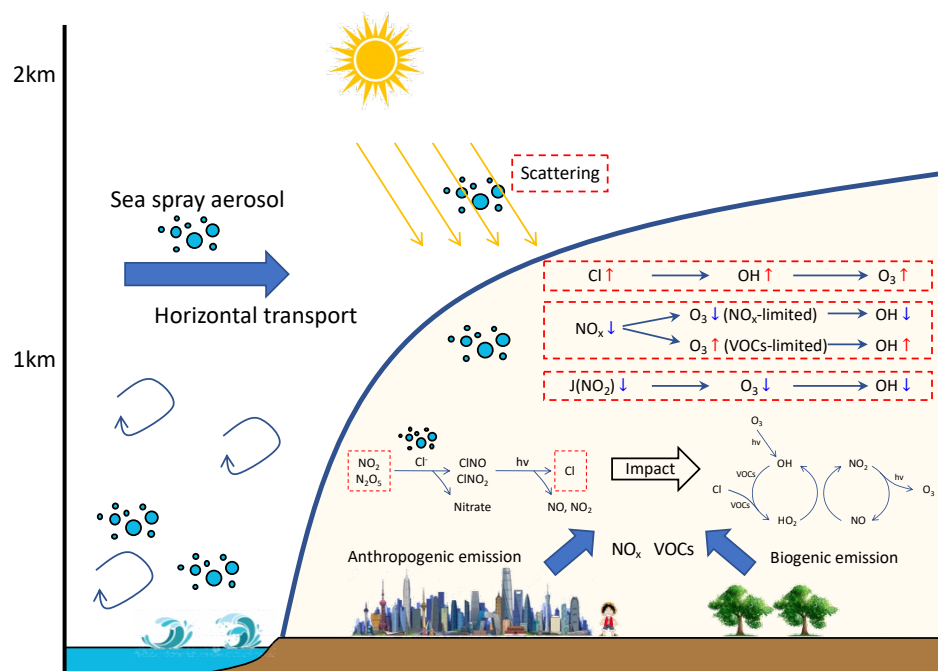 2km
Scattering
Sea spray aerosol
Horizontal transport
Cl ↑ → OH ↑ → O₃ ↑
NOₓ ↓ O₃ ↓ (NOₓ-limited) → OH ↓
O₃ ↑ (VOCs-limited) → OH ↑
1km
J(NO₂) ↓ → O₃ ↓ → OH ↓
NO₂
N₂O₅
Cl⁻
ClNO
ClNO₂
Nitrate
hv
Cl
NO, NO₂
Impact
O₃
hv
OH
VOCs
Cl
VOCs
HO₂
NO₂
NO
hv
O₃
Anthropogenic emission
NOₓ VOCs
Biogenic emission